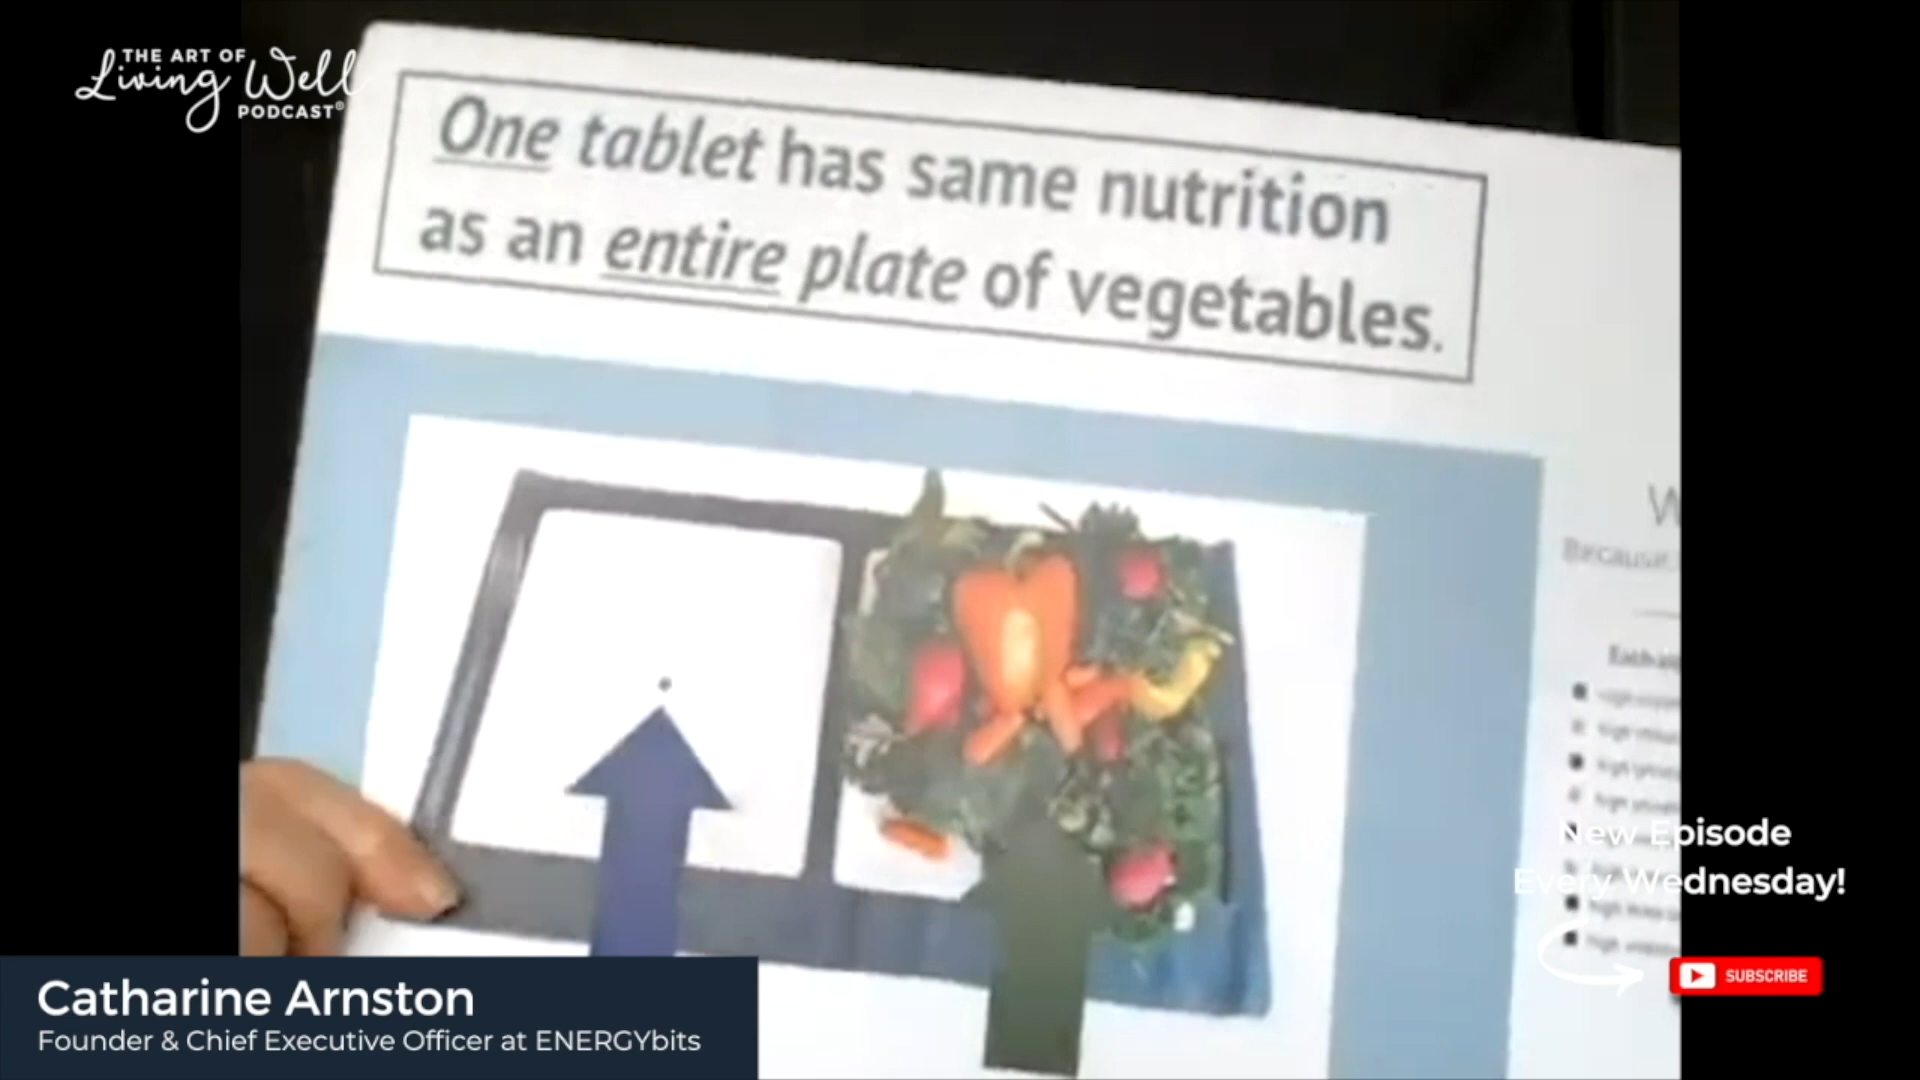 THE ART OF
Living Well
PODCAST®
One tablet has same nutrition
as an entire plate of vegetables.
W
Because
New Episode
Every Wednesday!
SUBSCRIBE
Catharine Arnston
Founder & Chief Executive Officer at ENERGYbits